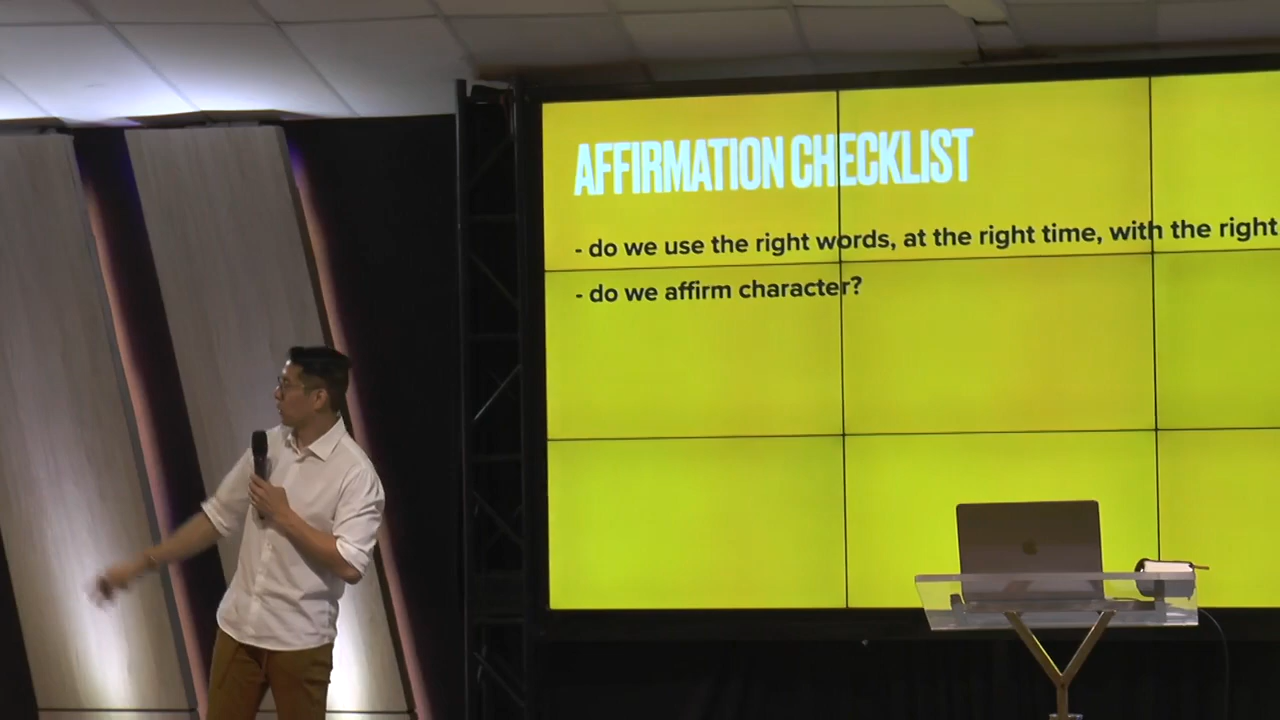 AFFIRMATION CHECKLIST
- do we use the right words, at the right time, with the right
- do we affirm character?